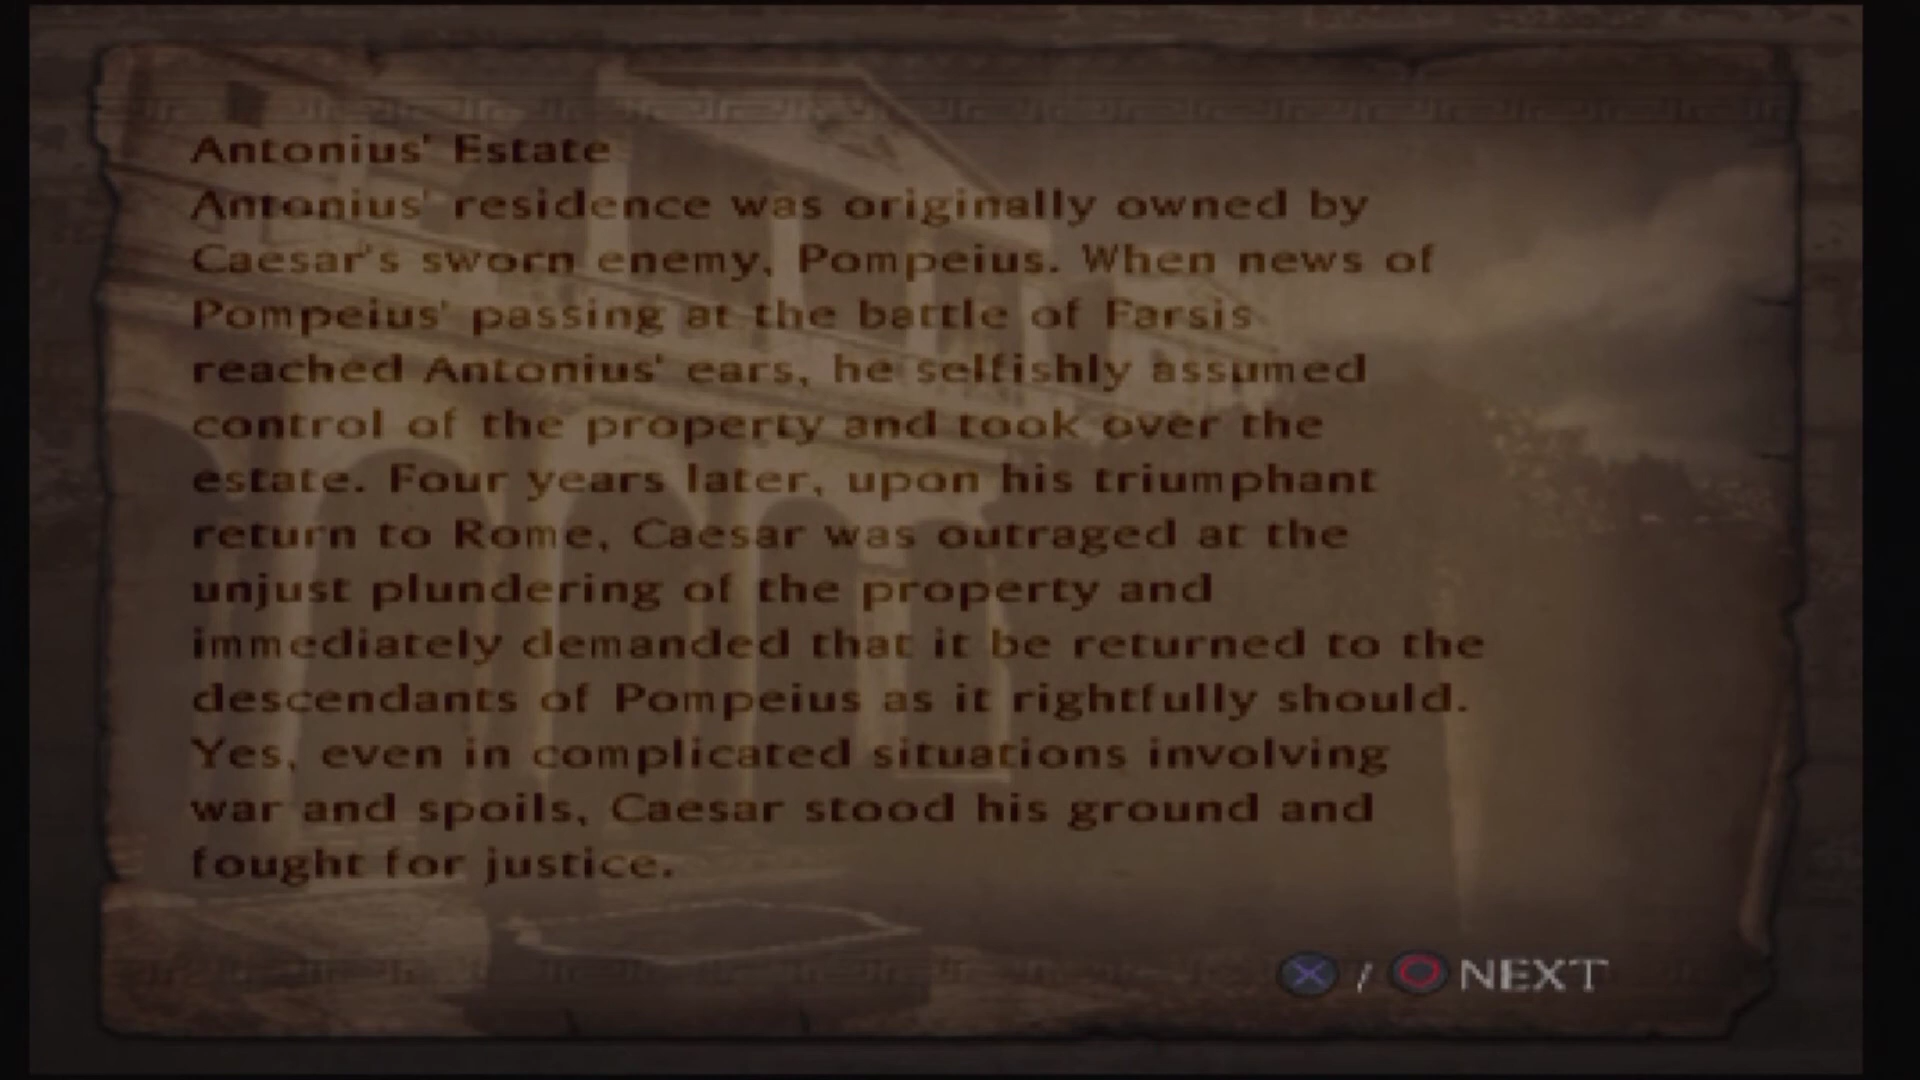 Antonius' Estate
Antonius' residence was originally owned by
Caesar's sworn enemy, Pompeius. When news of
Pompeius' passing at the battle of Farsis
reached Antonius' ears, he selfishly assumed
control of the property and took over the
estate. Four years later, upon his triumphant
return to Rome, Caesar was outraged at the
unjust plundering of the property and
immediately demanded that it be returned to the
descendants of Pompeius as it rightfully should.
Yes, even in complicated situations involving
war and spoils, Caesar stood his ground and
fought for justice.
/ NEXT